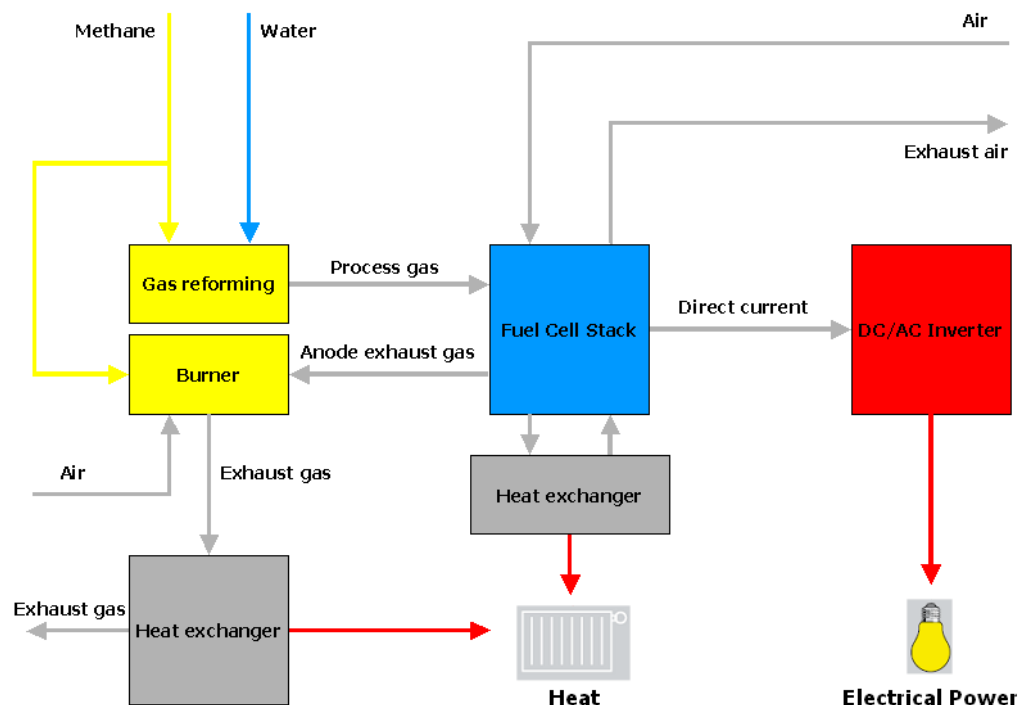 Methane
Water
Air
Exhaust air
Gas reforming
Process gas
Fuel Cell Stack
Direct current
DC/AC Inverter
Anode exhaust gas
Burner
Air
Exhaust gas
Heat exchanger
Exhaust gas
Heat exchanger
Heat
Electrical Power